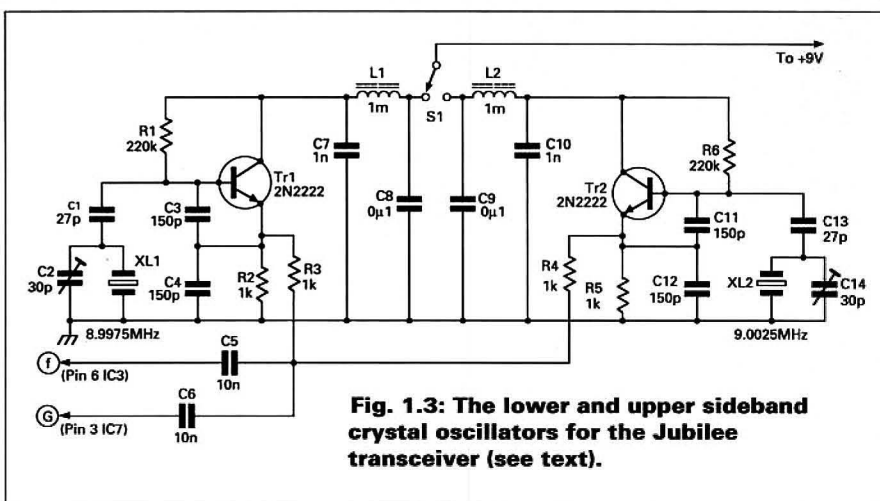 To +9V
L1
1m
S1
L2
1m
R1
220k
C7
1n
C10
1n
R6
220k
Tr1
2N2222
Tr2
2N2222
C1
27p
C3
150p
C8
0µ1
C9
0µ1
C11
150p
C13
27p
C2
30p
XL1
C4
150p
R2
1k
R3
1k
R4
1k
R5
1k
C12
150p
XL2
C14
30p
8.9975MHz
9.0025MHz
f
(Pin 6 IC3)
C5
10n
G
(Pin 3 IC7)
C6
10n
Fig. 1.3: The lower and upper sideband
crystal oscillators for the Jubilee
transceiver (see text).